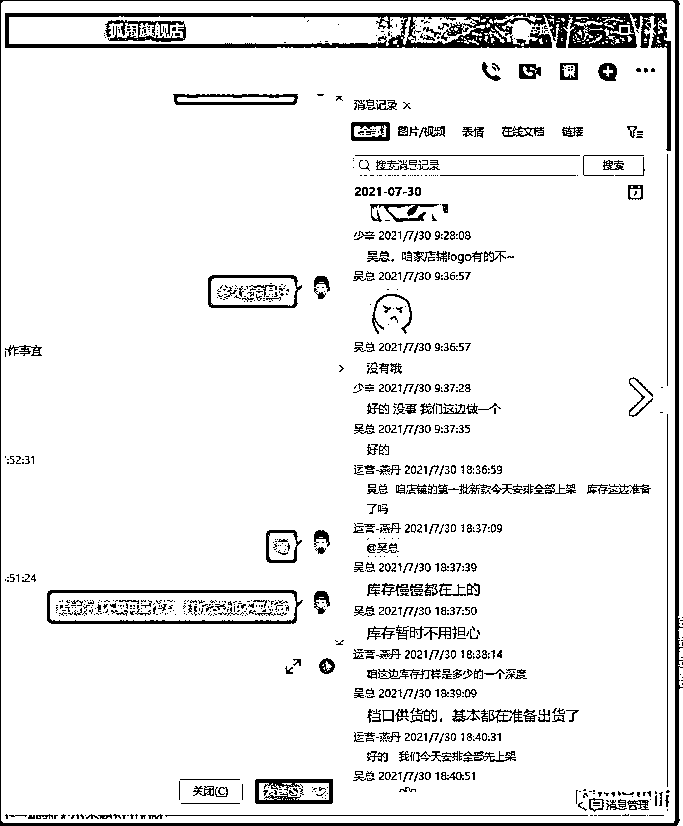 狐闺旗舰店
消息记录 ×
全部 图片/视频 表情 在线文档 链接
搜索消息记录 搜索
2021-07-30
少辛 2021/7/30 9:28:08
吴总，咱家店铺logo有的不~
吴总 2021/7/30 9:36:57
作事宜
吴总 2021/7/30 9:36:57
没有哦
少辛 2021/7/30 9:37:28
好的 没事 我们这边做一个
吴总 2021/7/30 9:37:35
好的
:52:31
运营-燕丹 2021/7/30 18:36:59
吴总 咱店铺的第一批新款今天安排全部上架 库存这边准备
了吗
运营-燕丹 2021/7/30 18:37:09
@吴总
吴总 2021/7/30 18:37:39
:51:24
库存慢慢都在上的
吴总 2021/7/30 18:37:50
库存暂时不用担心
运营-燕丹 2021/7/30 18:38:14
咱这边库存打样是多少的一个深度
吴总 2021/7/30 18:39:09
档口供货的，基本都在准备出货了
运营-燕丹 2021/7/30 18:40:31
好的 我们今天安排全部先上架
吴总 2021/7/30 18:40:51
关闭(C)
消息管理